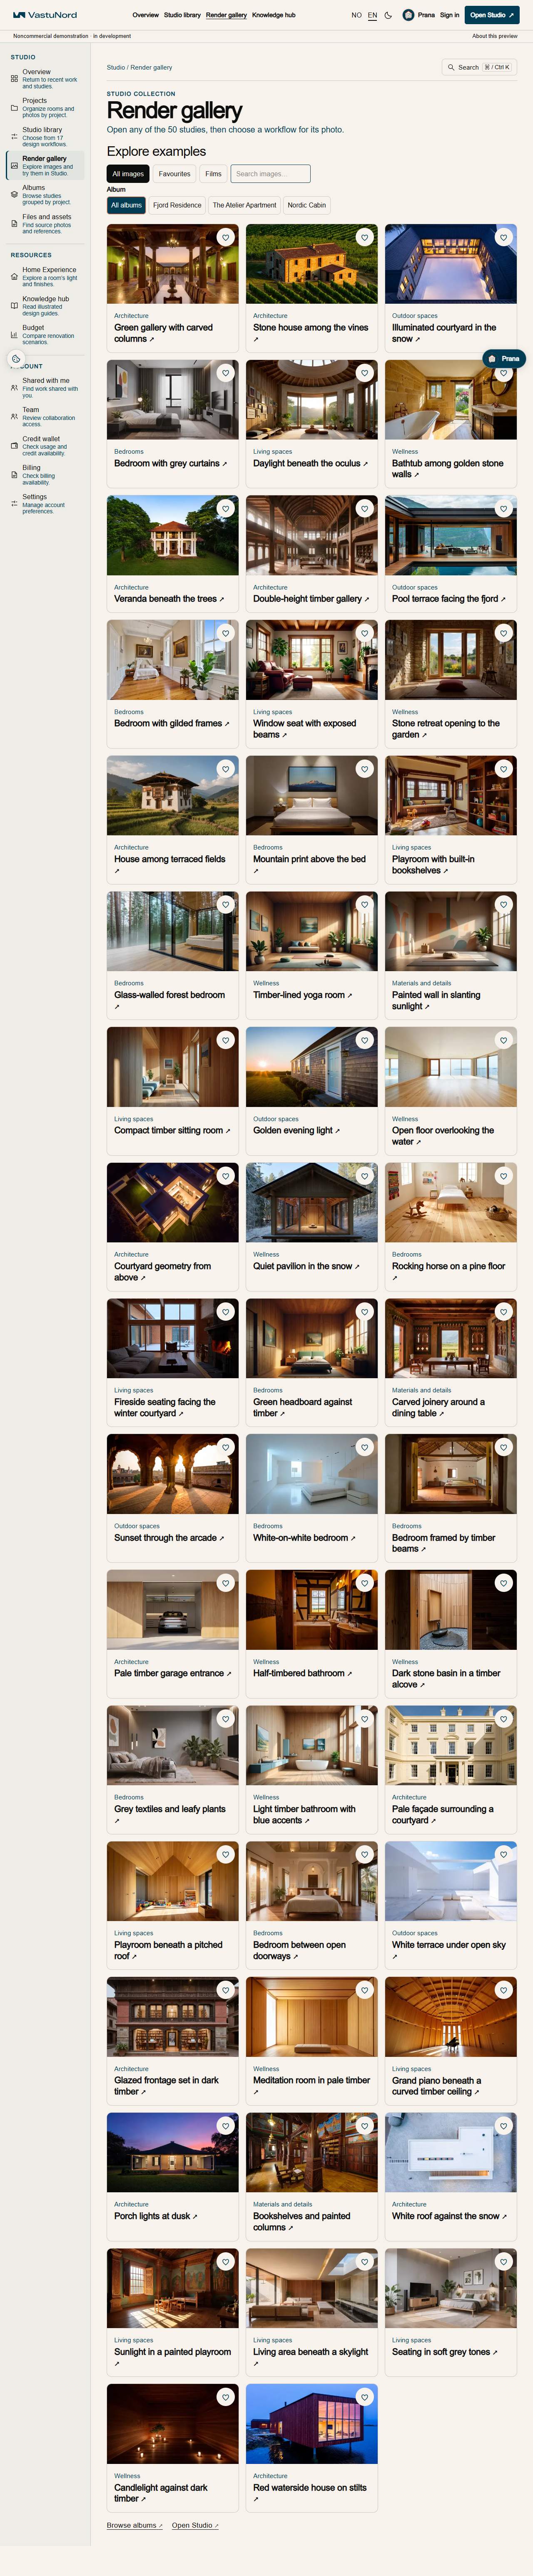 VastuNord
Overview Studio library Render gallery Knowledge hub
NO EN Prana Sign in Open Studio ↗
Noncommercial demonstration · in development
About this preview
STUDIO
Overview
Return to recent work
and studies.
Projects
Organize rooms and
photos by project.
Studio library
Choose from 17
design workflows.
Render gallery
Explore images and
try them in Studio.
Albums
Browse studies
grouped by project.
Files and assets
Find source photos
and references.
RESOURCES
Home Experience
Explore a room's light
and finishes.
Knowledge hub
Read illustrated
design guides.
Budget
Compare renovation
scenarios.
COUNT
Shared with me
Find work shared with
you.
Team
Review collaboration
access.
Credit wallet
Check usage and
credit availability.
Billing
Check billing
availability.
Settings
Manage account
preferences.
Studio / Render gallery
Search ⌘ / Ctrl K
STUDIO COLLECTION
Render gallery
Open any of the 50 studies, then choose a workflow for its photo.
Explore examples
All images Favourites Films Search images...
Album
All albums Fjord Residence The Atelier Apartment Nordic Cabin
Architecture
Green gallery with carved
columns ↗
Architecture
Stone house among the vines
↗
Outdoor spaces
Illuminated courtyard in the
snow ↗
Prana
Bedrooms
Bedroom with grey curtains ↗
Living spaces
Daylight beneath the oculus ↗
Wellness
Bathtub among golden stone
walls ↗
Architecture
Veranda beneath the trees ↗
Architecture
Double-height timber gallery ↗
Outdoor spaces
Pool terrace facing the fjord ↗
Bedrooms
Bedroom with gilded frames ↗
Living spaces
Window seat with exposed
beams ↗
Wellness
Stone retreat opening to the
garden ↗
Architecture
House among terraced fields
↗
Bedrooms
Mountain print above the bed
↗
Living spaces
Playroom with built-in
bookshelves ↗
Bedrooms
Glass-walled forest bedroom
↗
Wellness
Timber-lined yoga room ↗
Materials and details
Painted wall in slanting
sunlight ↗
Living spaces
Compact timber sitting room ↗
Outdoor spaces
Golden evening light ↗
Wellness
Open floor overlooking the
water ↗
Architecture
Courtyard geometry from
above ↗
Wellness
Quiet pavilion in the snow ↗
Bedrooms
Rocking horse on a pine floor
↗
Living spaces
Fireside seating facing the
winter courtyard ↗
Bedrooms
Green headboard against
timber ↗
Materials and details
Carved joinery around a
dining table ↗
Outdoor spaces
Sunset through the arcade ↗
Bedrooms
White-on-white bedroom ↗
Bedrooms
Bedroom framed by timber
beams ↗
Architecture
Pale timber garage entrance ↗
Wellness
Half-timbered bathroom ↗
Wellness
Dark stone basin in a timber
alcove ↗
Bedrooms
Grey textiles and leafy plants
↗
Wellness
Light timber bathroom with
blue accents ↗
Architecture
Pale façade surrounding a
courtyard ↗
Living spaces
Playroom beneath a pitched
roof ↗
Bedrooms
Bedroom between open
doorways ↗
Outdoor spaces
White terrace under open sky
↗
Architecture
Glazed frontage set in dark
timber ↗
Wellness
Meditation room in pale timber
↗
Living spaces
Grand piano beneath a
curved timber ceiling ↗
Architecture
Porch lights at dusk ↗
Materials and details
Bookshelves and painted
columns ↗
Architecture
White roof against the snow ↗
Living spaces
Sunlight in a painted playroom
↗
Living spaces
Living area beneath a skylight
↗
Living spaces
Seating in soft grey tones ↗
Wellness
Candlelight against dark
timber ↗
Architecture
Red waterside house on stilts
↗
Browse albums ↗ Open Studio ↗